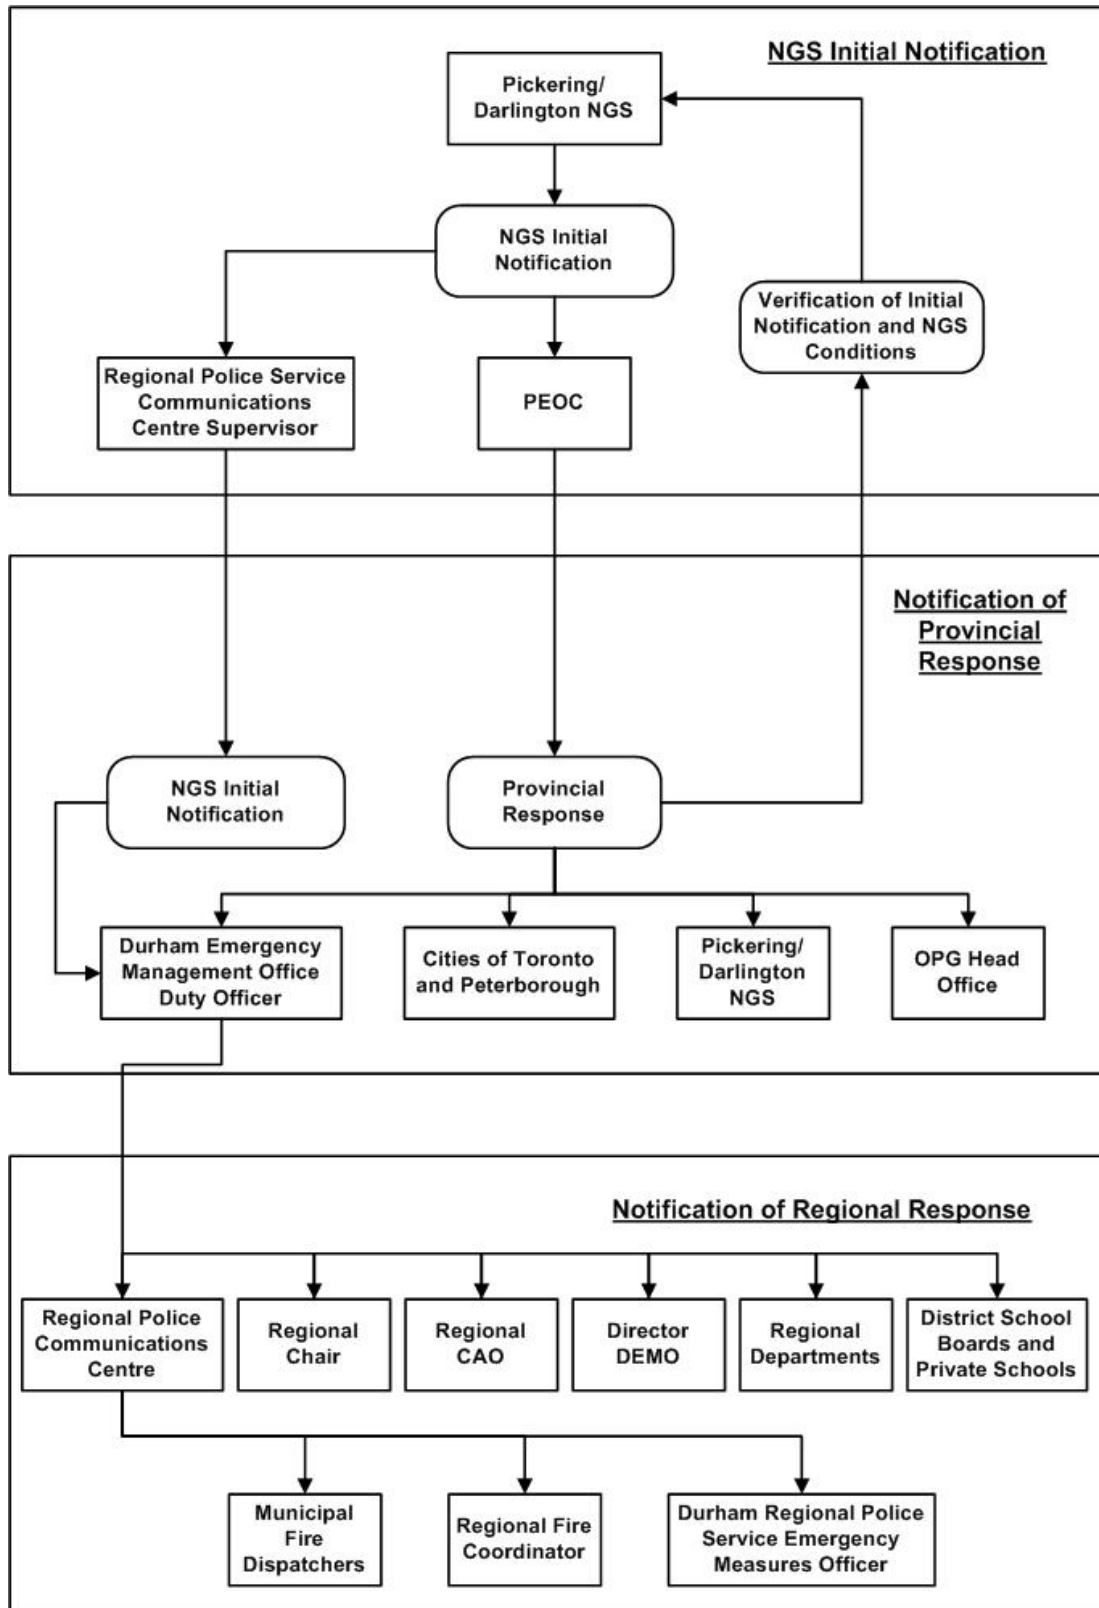 NGS Initial Notification
Pickering/
Darlington NGS
NGS Initial
Notification
Verification of Initial
Notification and NGS
Conditions
Regional Police Service
Communications
Centre Supervisor
PEOC
Notification of
Provincial
Response
NGS Initial
Notification
Provincial
Response
Durham Emergency
Management Office
Duty Officer
Cities of Toronto
and Peterborough
Pickering/
Darlington
NGS
OPG Head
Office
Notification of Regional Response
Regional Police
Communications
Centre
Regional
Chair
Regional
CAO
Director
DEMO
Regional
Departments
District School
Boards and
Private Schools
Municipal
Fire
Dispatchers
Regional Fire
Coordinator
Durham Regional Police
Service Emergency
Measures Officer